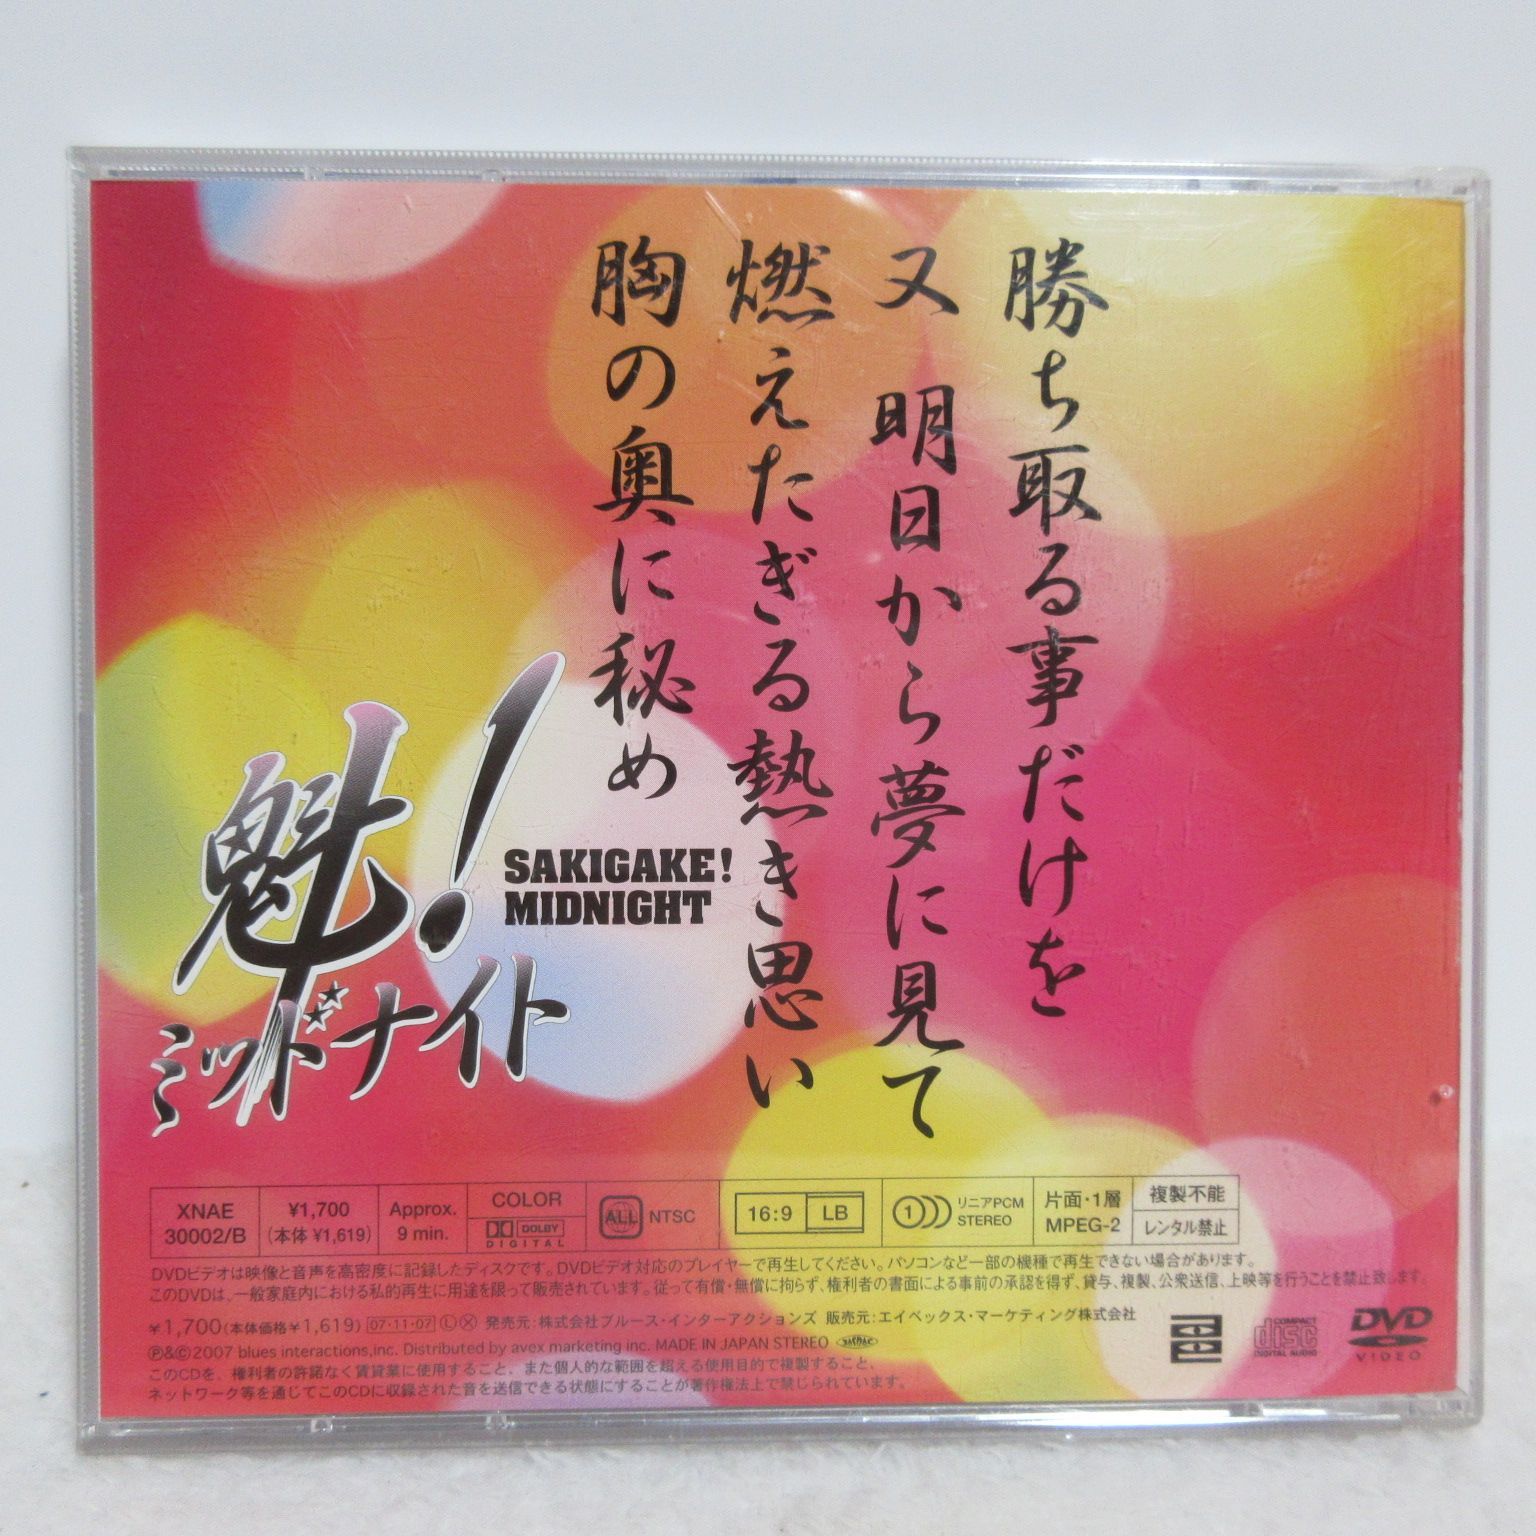 勝ち取る事だけを
又 明日から夢に見て
燃えたぎる熱き思い
胸の奥に秘め
魁!
ミッドナイト
SAKIGAKE!
MIDNIGHT
XNAE
30002/B
¥1,700
(本体 ¥1,619)
Approx.
9 min.
COLOR
DOLBY
DIGITAL
ALL NTSC
16:9 LB
1
リニアPCM
STEREO
片面・1層
MPEG-2
複製不能
レンタル禁止
DVDビデオは映像と音声を高密度に記録したディスクです。DVDビデオ対応のプレイヤーで再生してください。パソコンなど一部の機種で再生できない場合があります。
このDVDは、一般家庭内における私的再生に用途を限って販売されています。従って有償・無償に拘らず、権利者の書面による事前の承認を得ず、貸与、複製、公衆送信、上映等を行うことを禁止致します。
¥1,700(本体価格¥1,619) 07・11・07 Ⓛ Ⓧ 発売元:株式会社ブルース・インターアクションズ 販売元:エイベックス・マーケティング株式会社
Ⓟ&Ⓒ2007 blues interactions,inc. Distributed by avex marketing inc. MADE IN JAPAN STEREO
このCDを、権利者の許諾なく賃貸業に使用すること、また個人的な範囲を超える使用目的で複製すること、
ネットワーク等を通じてこのCDに収録された音を送信できる状態にすることが著作権法上で禁じられています。
COMPACT
disc
DIGITAL AUDIO
DVD
VIDEO